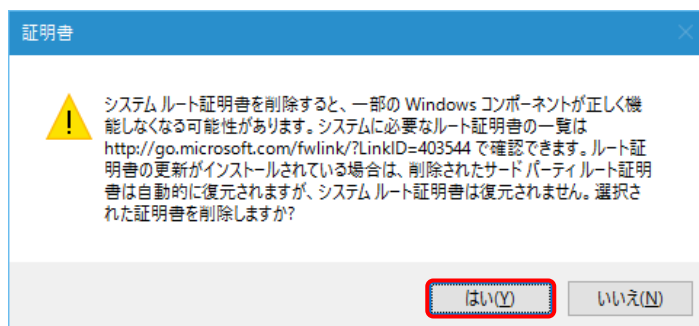 証明書
システム ルート証明書を削除すると、一部の Windows コンポーネントが正しく機
能しなくなる可能性があります。システムに必要なルート証明書の一覧は
http://go.microsoft.com/fwlink/?LinkID=403544 で確認できます。ルート証
明書の更新がインストールされている場合は、削除されたサード パーティ ルート証明
書は自動的に復元されますが、システム ルート証明書は復元されません。選択さ
れた証明書を削除しますか?
はい(Y) いいえ(N)